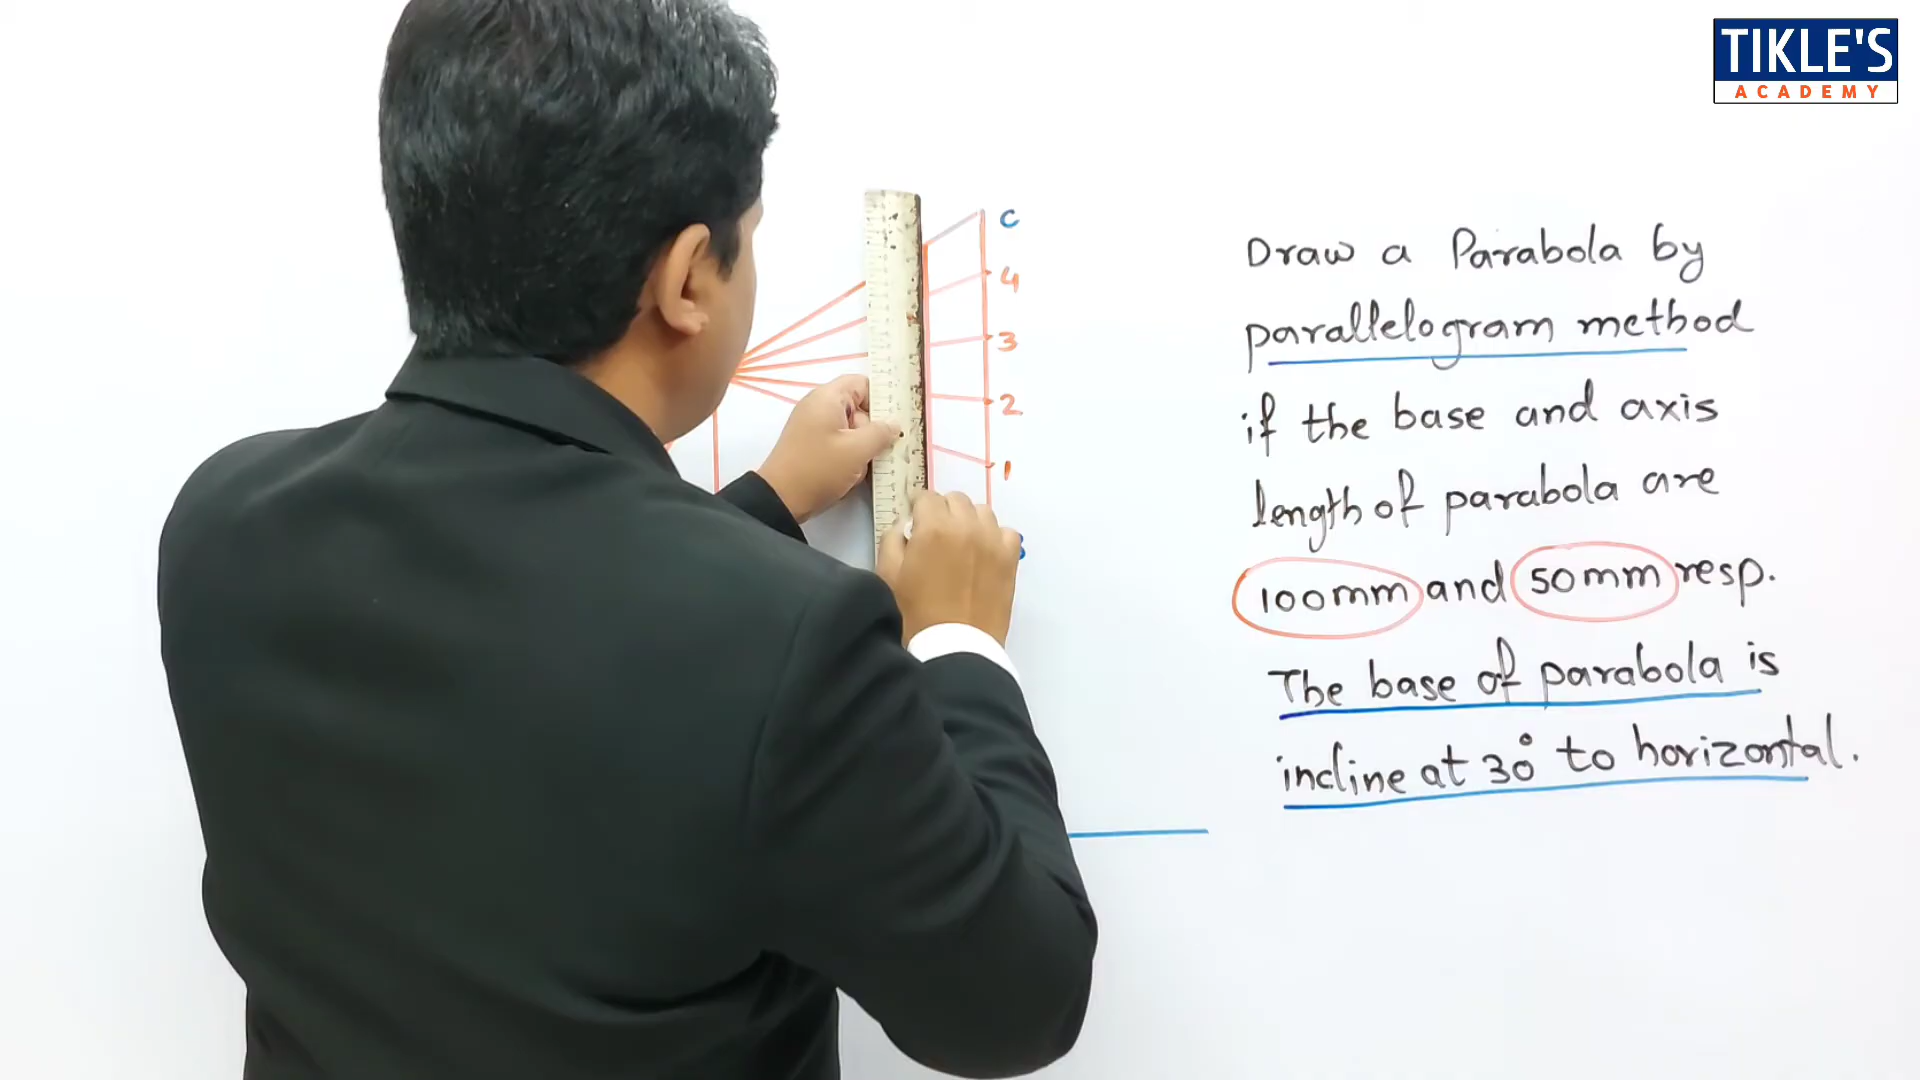 TIKLE'S
ACADEMY
C
4
3
2
1
Draw a Parabola by
parallelogram method
if the base and axis
length of parabola are
100mm and 50mm resp.
The base of parabola is
incline at 30° to horizontal.